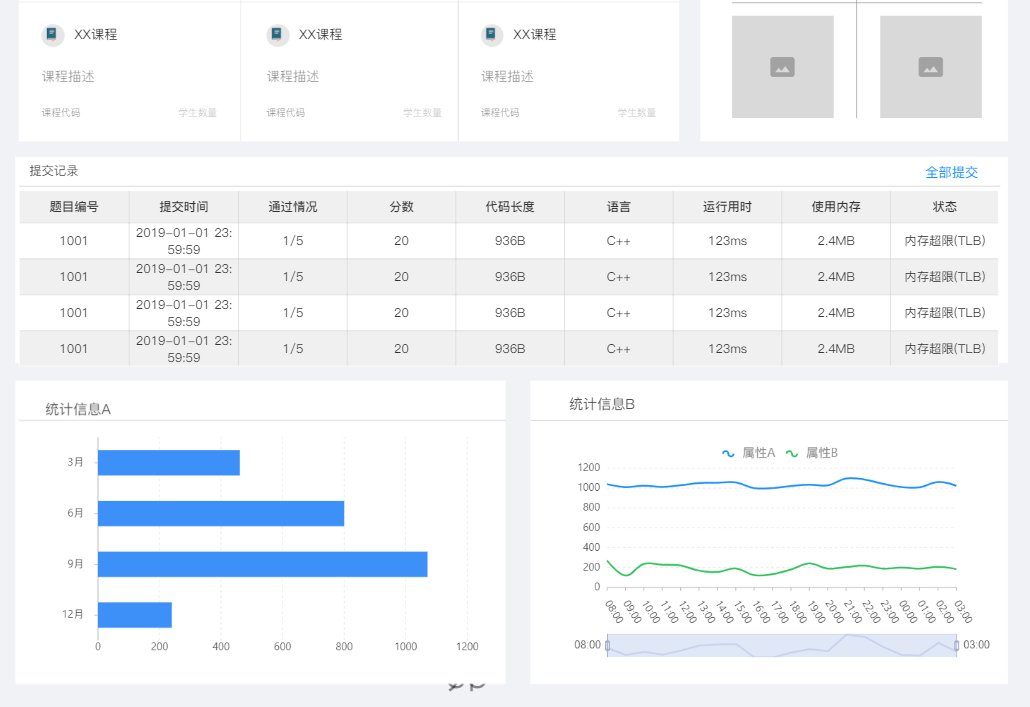 XX课程 XX课程 XX课程
课程描述 课程描述 课程描述
课程代码 学生数量 课程代码 学生数量 课程代码 学生数量
提交记录 全部提交
题目编号 提交时间 通过情况 分数 代码长度 语言 运行用时 使用内存 状态
1001 2019-01-01 23:59:59 1/5 20 936B C++ 123ms 2.4MB 内存超限(TLB)
1001 2019-01-01 23:59:59 1/5 20 936B C++ 123ms 2.4MB 内存超限(TLB)
1001 2019-01-01 23:59:59 1/5 20 936B C++ 123ms 2.4MB 内存超限(TLB)
1001 2019-01-01 23:59:59 1/5 20 936B C++ 123ms 2.4MB 内存超限(TLB)
统计信息A
3月
6月
9月
12月
0 200 400 600 800 1000 1200
统计信息B
属性A 属性B
1200
1000
800
600
400
200
0
08:00 09:00 10:00 11:00 12:00 13:00 14:00 15:00 16:00 17:00 18:00 19:00 20:00 21:00 22:00 23:00 00:00 01:00 02:00 03:00
08:00 03:00